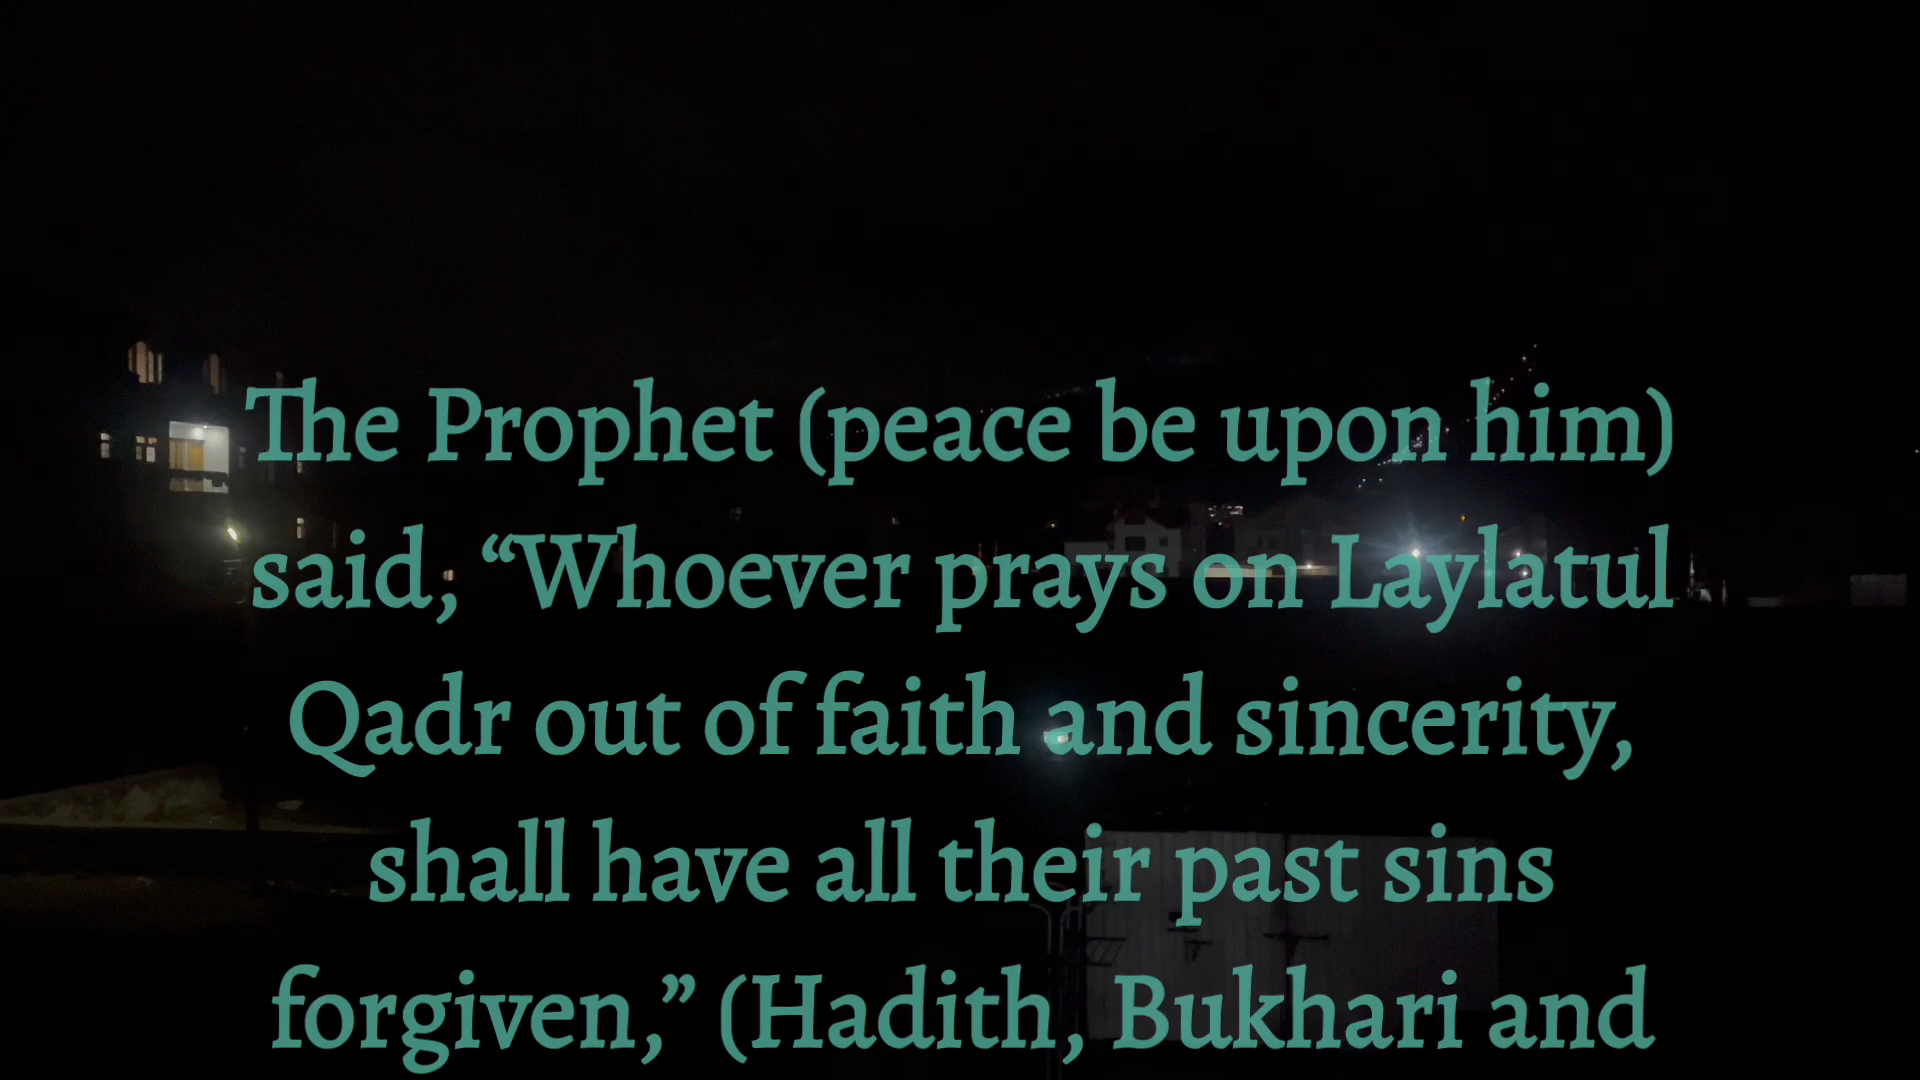 The Prophet (peace be upon him)
said, “Whoever prays on Laylatul
Qadr out of faith and sincerity,
shall have all their past sins
forgiven,” (Hadith, Bukhari and